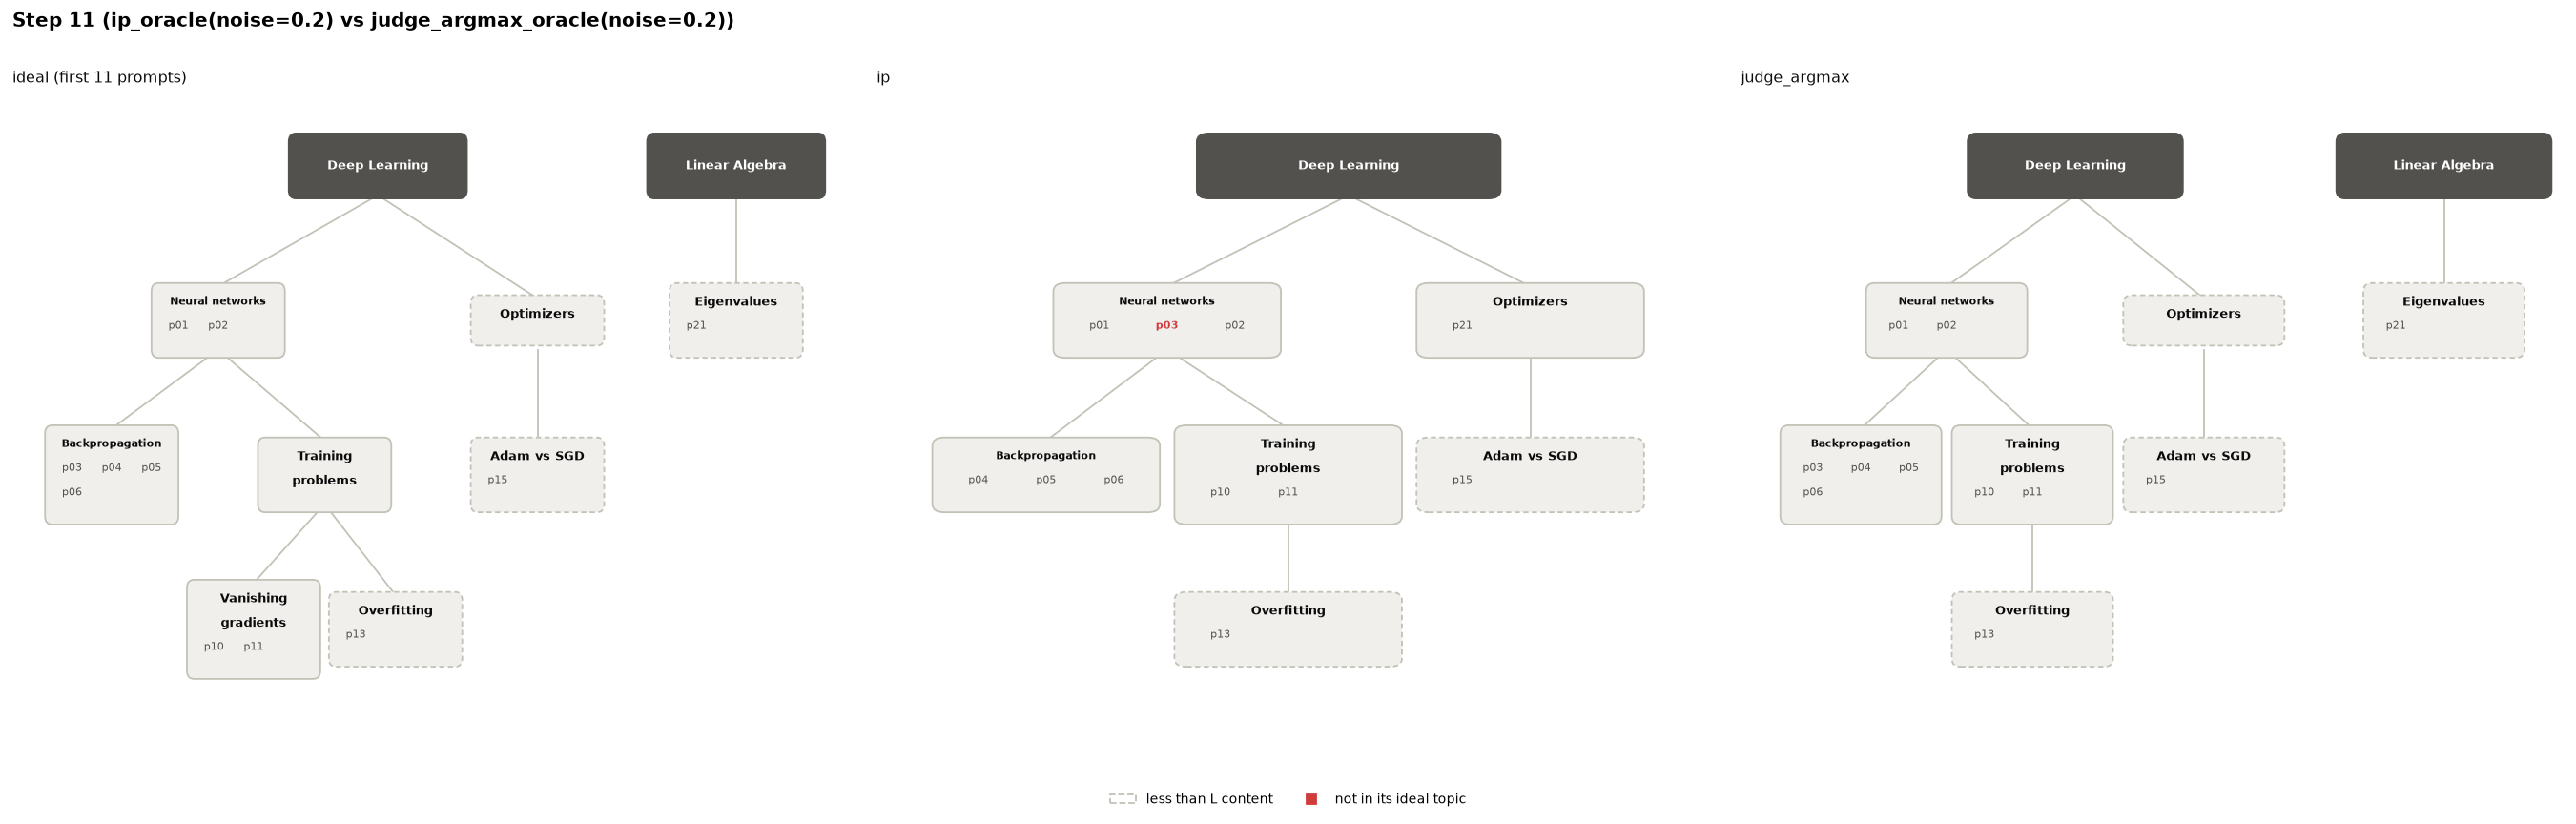 Step 11 (ip_oracle(noise=0.2) vs judge_argmax_oracle(noise=0.2))
ideal (first 11 prompts)
Deep Learning
Linear Algebra
Neural networks
p01 p02
Optimizers
Eigenvalues
p21
Backpropagation
p03 p04 p05
p06
Training
problems
Adam vs SGD
p15
Vanishing
gradients
p10 p11
Overfitting
p13
ip
Deep Learning
Neural networks
p01 p03 p02
Optimizers
p21
Backpropagation
p04 p05 p06
Training
problems
p10 p11
Adam vs SGD
p15
Overfitting
p13
judge_argmax
Deep Learning
Linear Algebra
Neural networks
p01 p02
Optimizers
Eigenvalues
p21
Backpropagation
p03 p04 p05
p06
Training
problems
p10 p11
Adam vs SGD
p15
Overfitting
p13
less than L content
not in its ideal topic